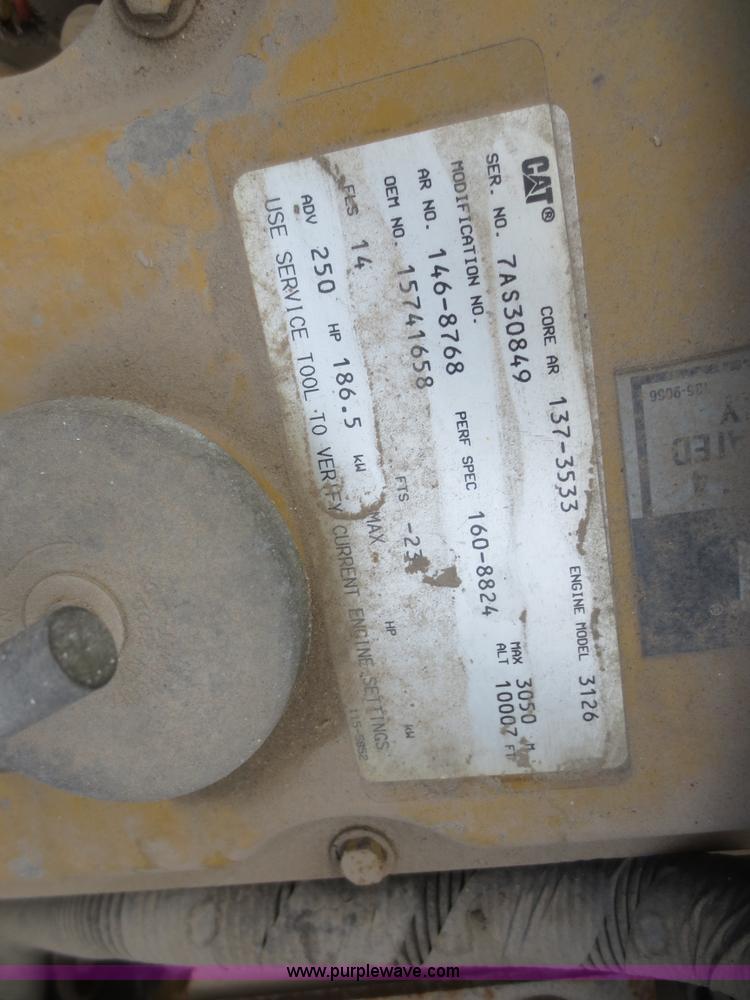 CAT® CORE AR 137-3533 ENGINE MODEL 3126
SER. NO. 7AS30849
MODIFICATION NO. PERF SPEC 160-8824 MAX ALT 3050 M
10007 FT
AR NO. 146-8768
OEM NO. 15741658
FLS 14 FTS -23
ADV 250 HP 186.5 kW MAX HP kW
USE SERVICE TOOL TO VERIFY CURRENT ENGINE SETTINGS
115-5852
www.purplewave.com